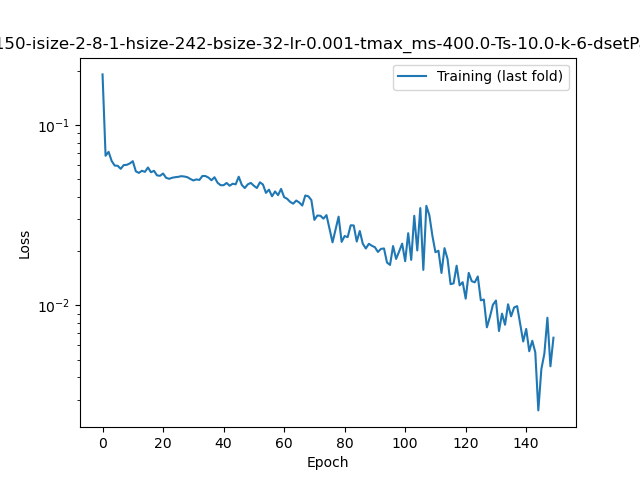 150-isize-2-8-1-hsize-242-bsize-32-lr-0.001-tmax_ms-400.0-Ts-10.0-k-6-dsetPa
Training (last fold)
10⁻¹
10⁻²
Loss
0 20 40 60 80 100 120 140
Epoch